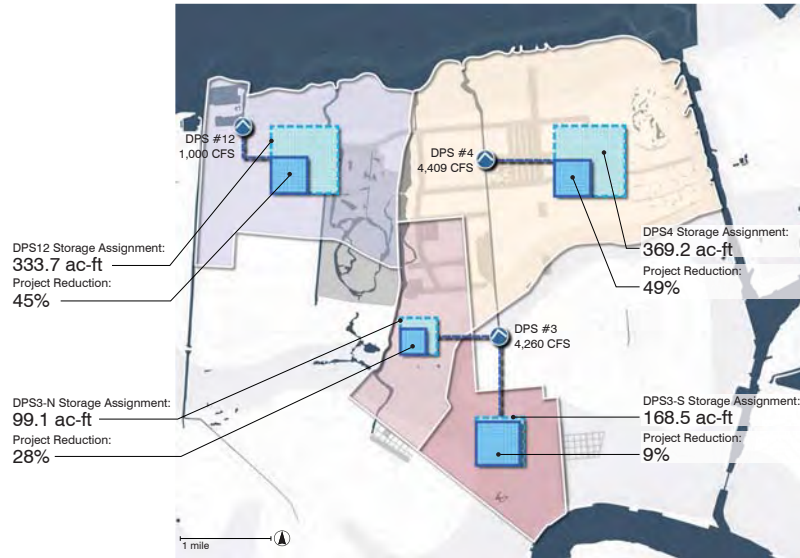 DPS #12
1,000 CFS
DPS #4
4,409 CFS
DPS12 Storage Assignment:
333.7 ac-ft
Project Reduction:
45%
DPS4 Storage Assignment:
369.2 ac-ft
Project Reduction:
49%
DPS #3
4,260 CFS
DPS3-N Storage Assignment:
99.1 ac-ft
Project Reduction:
28%
DPS3-S Storage Assignment:
168.5 ac-ft
Project Reduction:
9%
1 mile